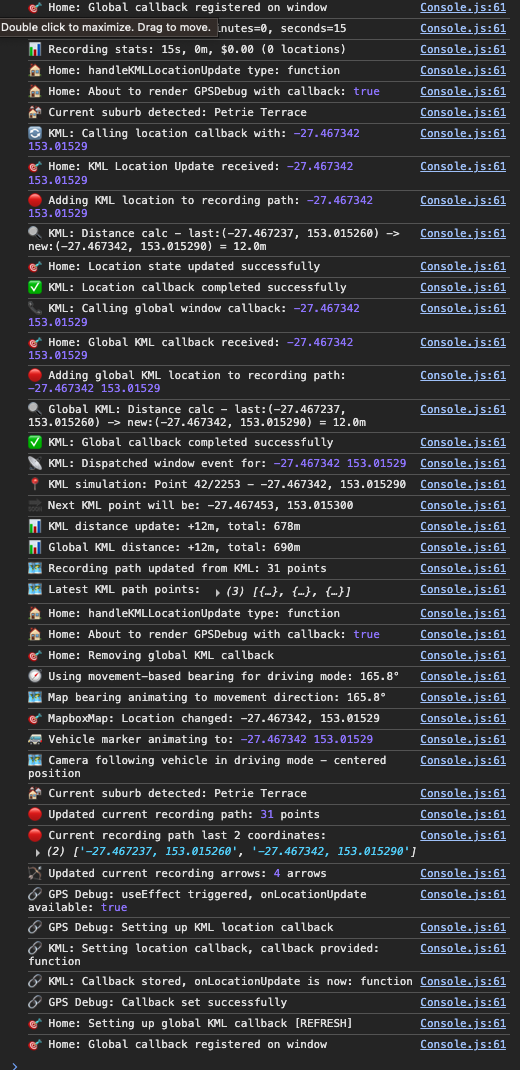 🎯 Home: Global callback registered on window Console.js:61
Double click to maximize. Drag to move.
nutes=0, seconds=15 Console.js:61
📊 Recording stats: 15s, 0m, $0.00 (0 locations) Console.js:61
🏠 Home: handleKMLLocationUpdate type: function Console.js:61
🏠 Home: About to render GPSDebug with callback: true Console.js:61
🏘️ Current suburb detected: Petrie Terrace Console.js:61
🔄 KML: Calling location callback with: -27.467342 Console.js:61
153.01529
🎯 Home: KML Location Update received: -27.467342 Console.js:61
153.01529
🔴 Adding KML location to recording path: -27.467342 Console.js:61
153.01529
🔍 KML: Distance calc - last:(-27.467237, 153.015260) -> Console.js:61
new:(-27.467342, 153.015290) = 12.0m
🎯 Home: Location state updated successfully Console.js:61
✅ KML: Location callback completed successfully Console.js:61
📞 KML: Calling global window callback: -27.467342 Console.js:61
153.01529
🎯 Home: Global KML callback received: -27.467342 Console.js:61
153.01529
🔴 Adding global KML location to recording path: Console.js:61
-27.467342 153.01529
🔍 Global KML: Distance calc - last:(-27.467237, Console.js:61
153.015260) -> new:(-27.467342, 153.015290) = 12.0m
✅ KML: Global callback completed successfully Console.js:61
📡 KML: Dispatched window event for: -27.467342 153.01529 Console.js:61
📍 KML simulation: Point 42/2253 - -27.467342, 153.015290 Console.js:61
➡️ Next KML point will be: -27.467453, 153.015300 Console.js:61
📊 KML distance update: +12m, total: 678m Console.js:61
📊 Global KML distance: +12m, total: 690m Console.js:61
🗺️ Recording path updated from KML: 31 points Console.js:61
🗺️ Latest KML path points: ▸ (3) [{…}, {…}, {…}] Console.js:61
🏠 Home: handleKMLLocationUpdate type: function Console.js:61
🏠 Home: About to render GPSDebug with callback: true Console.js:61
🎯 Home: Removing global KML callback Console.js:61
🧭 Using movement-based bearing for driving mode: 165.8° Console.js:61
🗺️ Map bearing animating to movement direction: 165.8° Console.js:61
🎯 MapboxMap: Location changed: -27.467342, 153.01529 Console.js:61
🚐 Vehicle marker animating to: -27.467342 153.01529 Console.js:61
🗺️ Camera following vehicle in driving mode - centered Console.js:61
position
🏘️ Current suburb detected: Petrie Terrace Console.js:61
🔴 Updated current recording path: 31 points Console.js:61
🔴 Current recording path last 2 coordinates: Console.js:61
▸ (2) ['-27.467237, 153.015260', '-27.467342, 153.015290']
🏹 Updated current recording arrows: 4 arrows Console.js:61
🔗 GPS Debug: useEffect triggered, onLocationUpdate Console.js:61
available: true
🔗 GPS Debug: Setting up KML location callback Console.js:61
🔗 KML: Setting location callback, callback provided: Console.js:61
function
🔗 KML: Callback stored, onLocationUpdate is now: function Console.js:61
🔗 GPS Debug: Callback set successfully Console.js:61
🎯 Home: Setting up global KML callback [REFRESH] Console.js:61
🎯 Home: Global callback registered on window Console.js:61